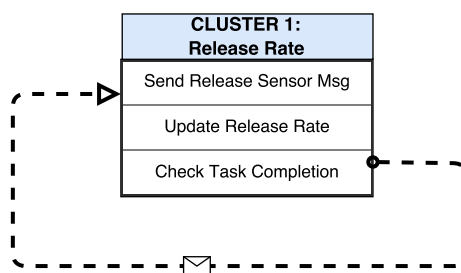 CLUSTER 1:
Release Rate
Send Release Sensor Msg
Update Release Rate
Check Task Completion